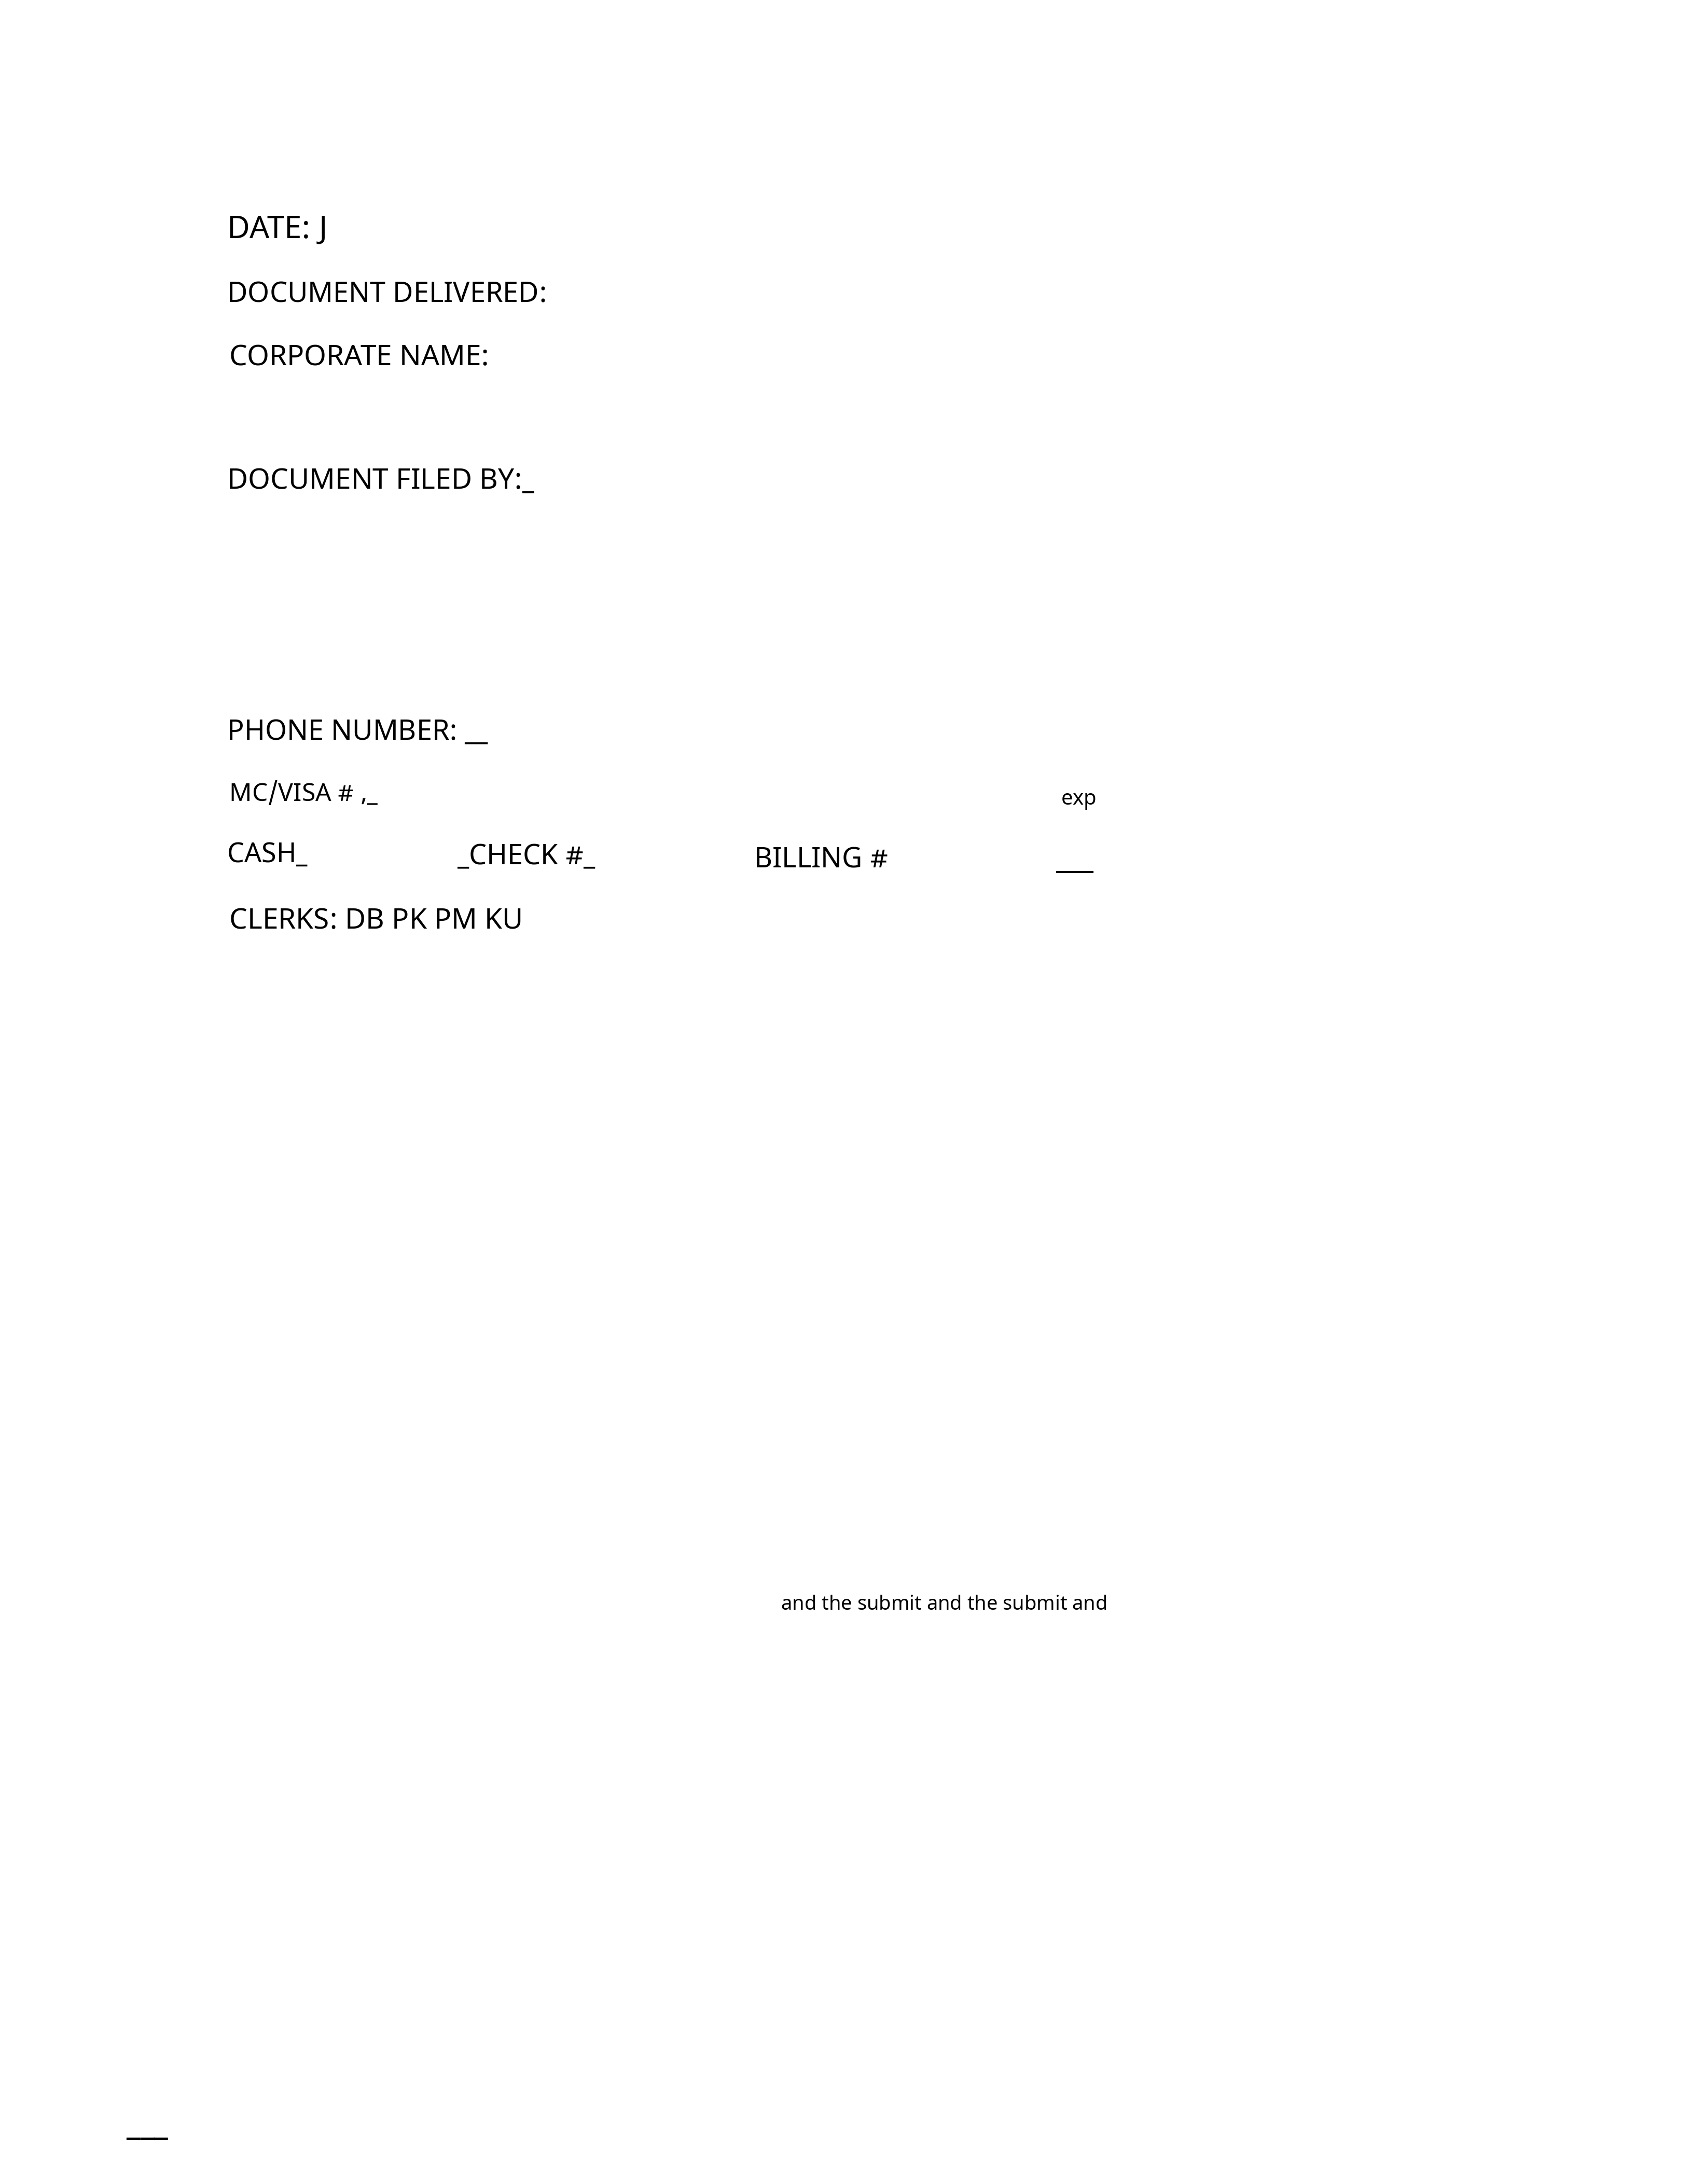 DATE: J
DOCUMENT DELIVERED:
CORPORATE NAME:
DOCUMENT FILED BY:_
PHONE NUMBER: __
MC/VISA # ,_ exp
CASH_ _CHECK #_ BILLING # ___
CLERKS: DB PK PM KU
and the submit and the submit and
___